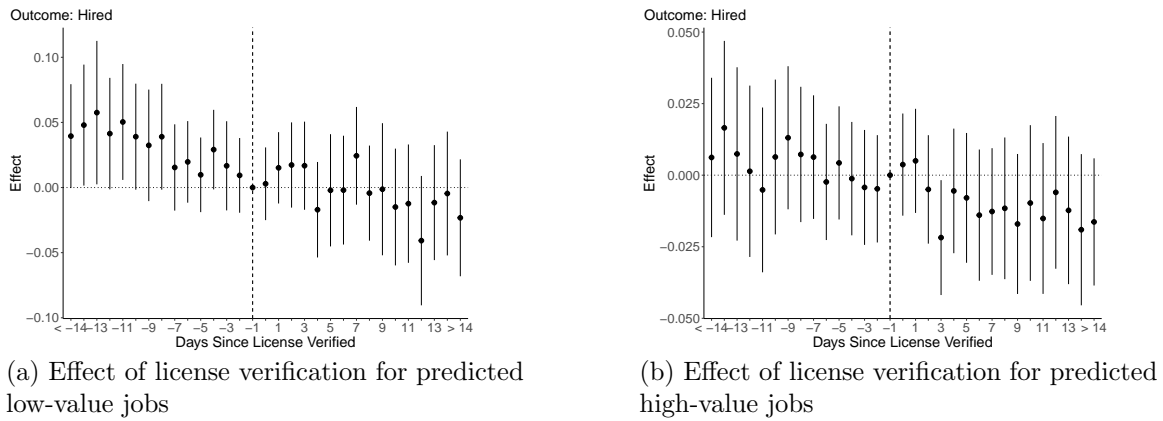 Outcome: Hired
0.10
0.05
0.00
−0.05
−0.10
Effect
< −14 −13 −11 −9 −7 −5 −3 −1 1 3 5 7 9 11 13 > 14
Days Since License Verified
(a) Effect of license verification for predicted
low-value jobs
Outcome: Hired
0.050
0.025
0.000
−0.025
−0.050
Effect
< −14 −13 −11 −9 −7 −5 −3 −1 1 3 5 7 9 11 13 > 14
Days Since License Verified
(b) Effect of license verification for predicted
high-value jobs